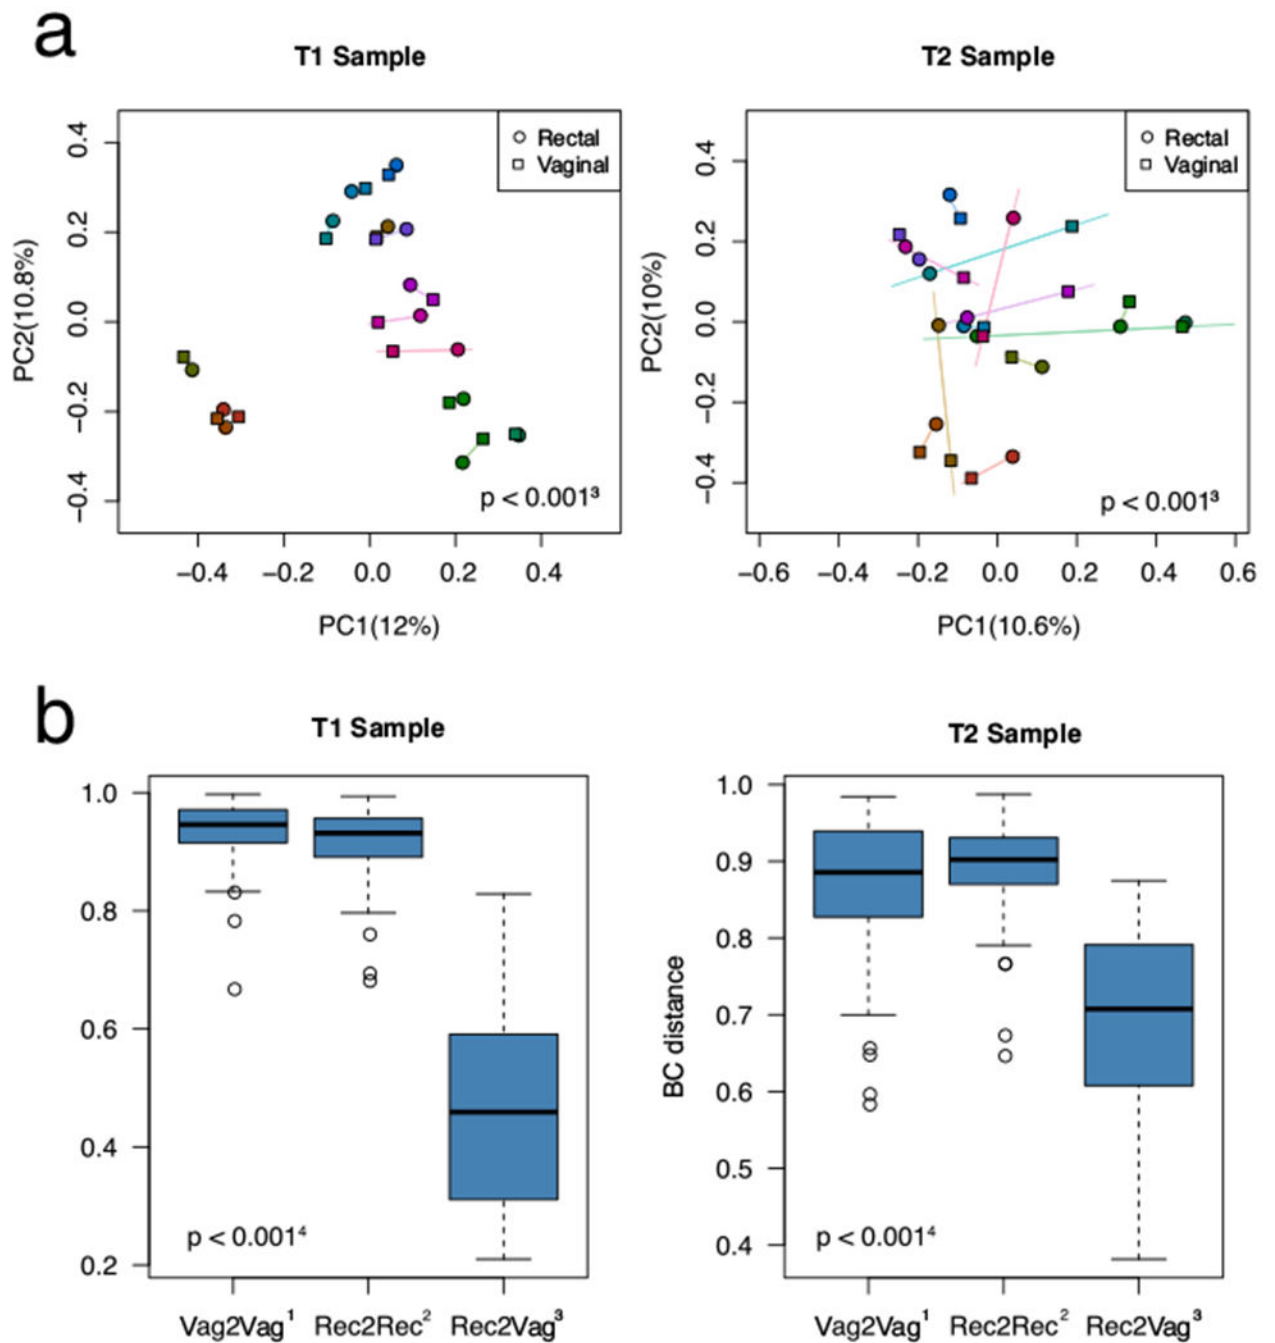 a
T1 Sample
T2 Sample
Rectal
Vaginal
PC2(10.8%)
0.4
0.2
0.0
−0.2
−0.4
p < 0.001³
−0.4 −0.2 0.0 0.2 0.4
PC1(12%)
Rectal
Vaginal
PC2(10%)
0.4
0.2
0.0
−0.2
−0.4
p < 0.001³
−0.6 −0.4 −0.2 0.0 0.2 0.4 0.6
PC1(10.6%)
b
T1 Sample
T2 Sample
1.0
0.8
0.6
0.4
0.2
p < 0.001⁴
Vag2Vag¹ Rec2Rec² Rec2Vag³
BC distance
1.0
0.9
0.8
0.7
0.6
0.5
0.4
p < 0.001⁴
Vag2Vag¹ Rec2Rec² Rec2Vag³